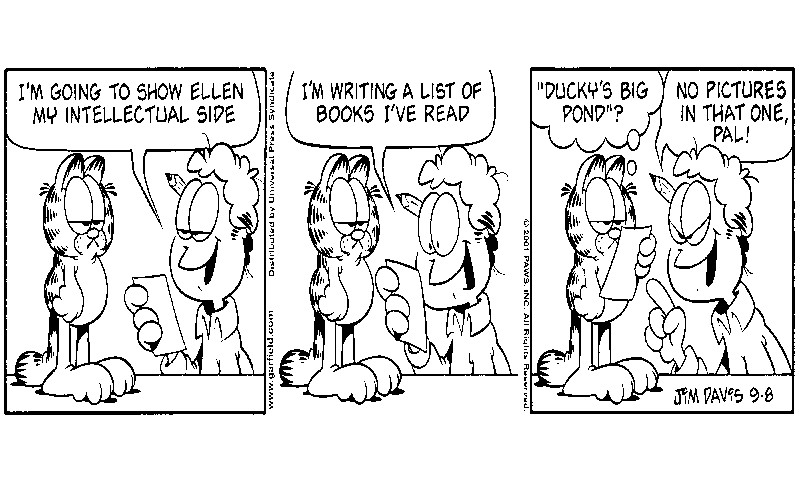 I'M GOING TO SHOW ELLEN
MY INTELLECTUAL SIDE
www.garfield.com
Distributed by Universal Press Syndicate
I'M WRITING A LIST OF
BOOKS I'VE READ
© 2001 PAWS, INC. All Rights Reserved.
"DUCKY'S BIG
POND"?
NO PICTURES
IN THAT ONE,
PAL!
JIM DAVIS 9-8